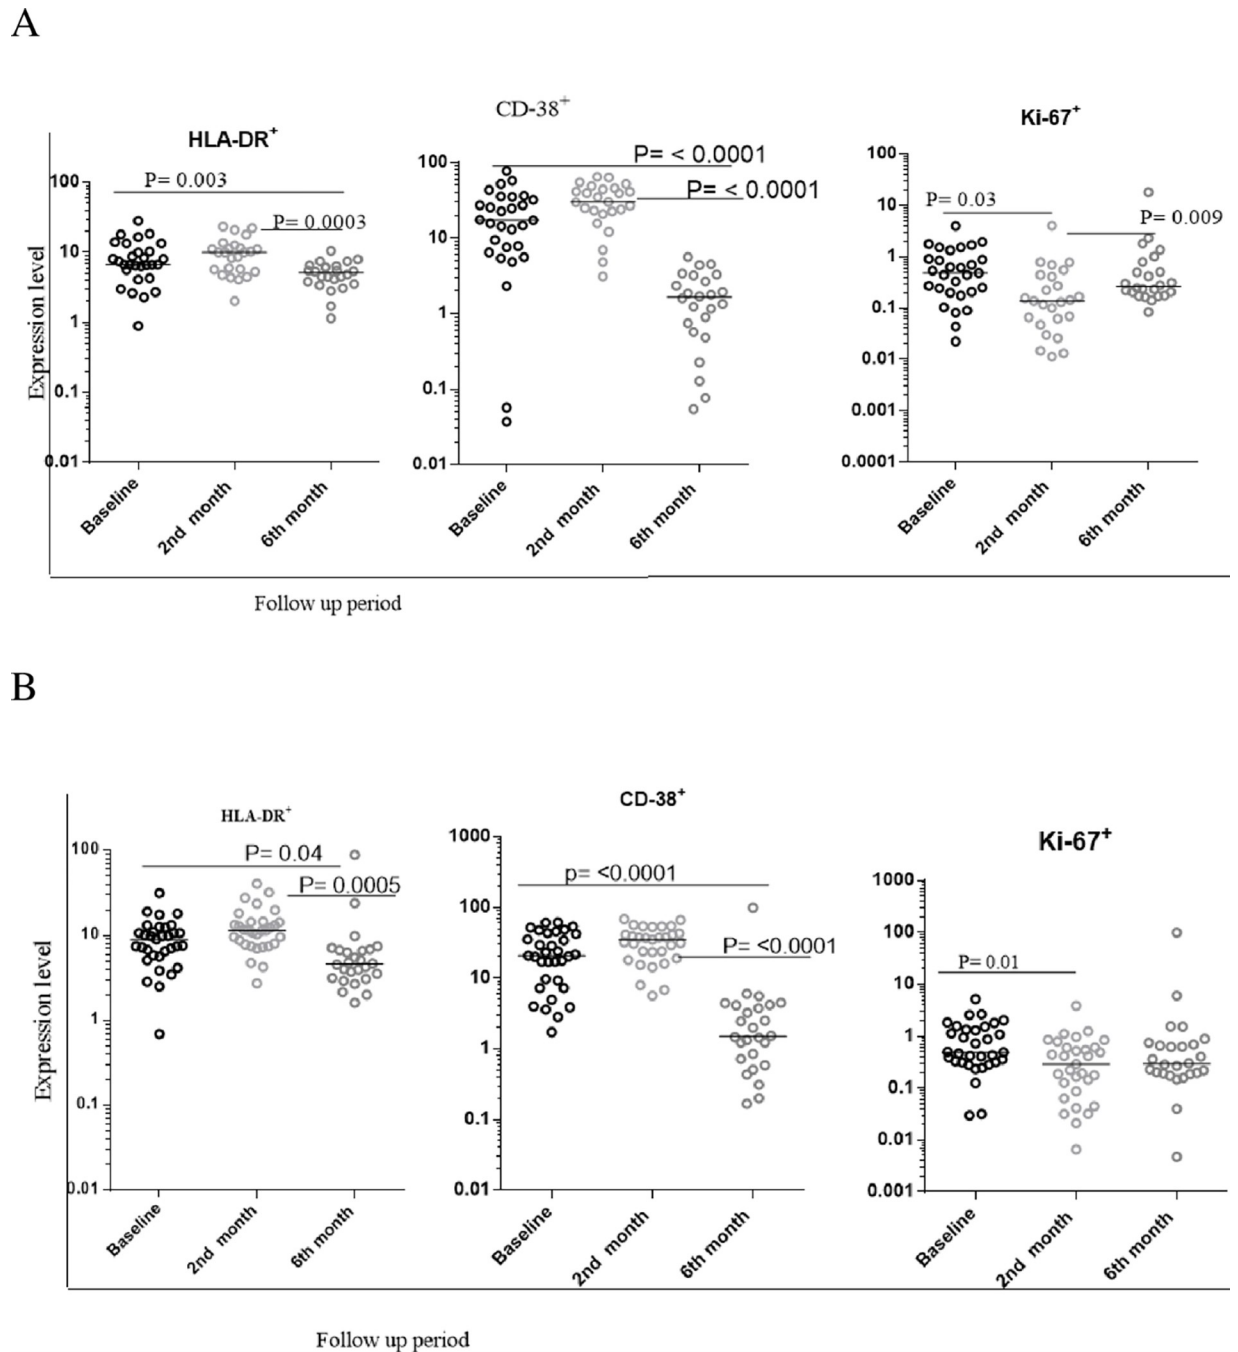 A
HLA-DR+
CD-38+
Ki-67+
Expression level
100
10
1
0.1
0.01
P= 0.003
P= 0.0003
Baseline
2nd month
6th month
100
10
1
0.1
0.01
P= < 0.0001
P= < 0.0001
Baseline
2nd month
6th month
100
10
1
0.1
0.01
0.001
0.0001
P= 0.03
P= 0.009
Baseline
2nd month
6th month
Follow up period
B
HLA-DR+
CD-38+
Ki-67+
Expression level
100
10
1
0.1
0.01
P= 0.04
P= 0.0005
Baseline
2nd month
6th month
1000
100
10
1
0.1
0.01
p= <0.0001
P= <0.0001
Baseline
2nd month
6th month
1000
100
10
1
0.1
0.01
0.001
P= 0.01
Baseline
2nd month
6th month
Follow up period